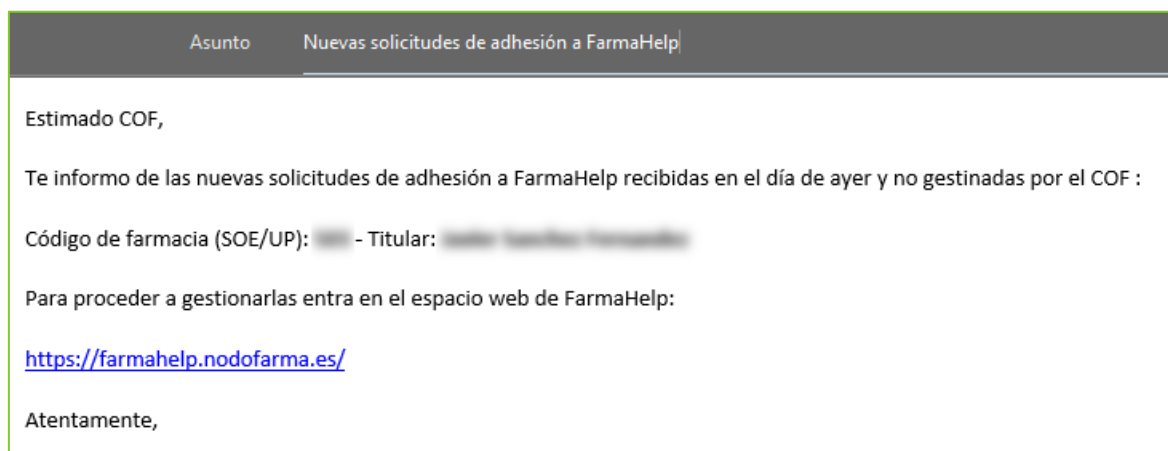 Asunto Nuevas solicitudes de adhesión a FarmaHelp
Estimado COF,
Te informo de las nuevas solicitudes de adhesión a FarmaHelp recibidas en el día de ayer y no gestinadas por el COF :
Código de farmacia (SOE/UP): - Titular:
Para proceder a gestionarlas entra en el espacio web de FarmaHelp:
https://farmahelp.nodofarma.es/
Atentamente,